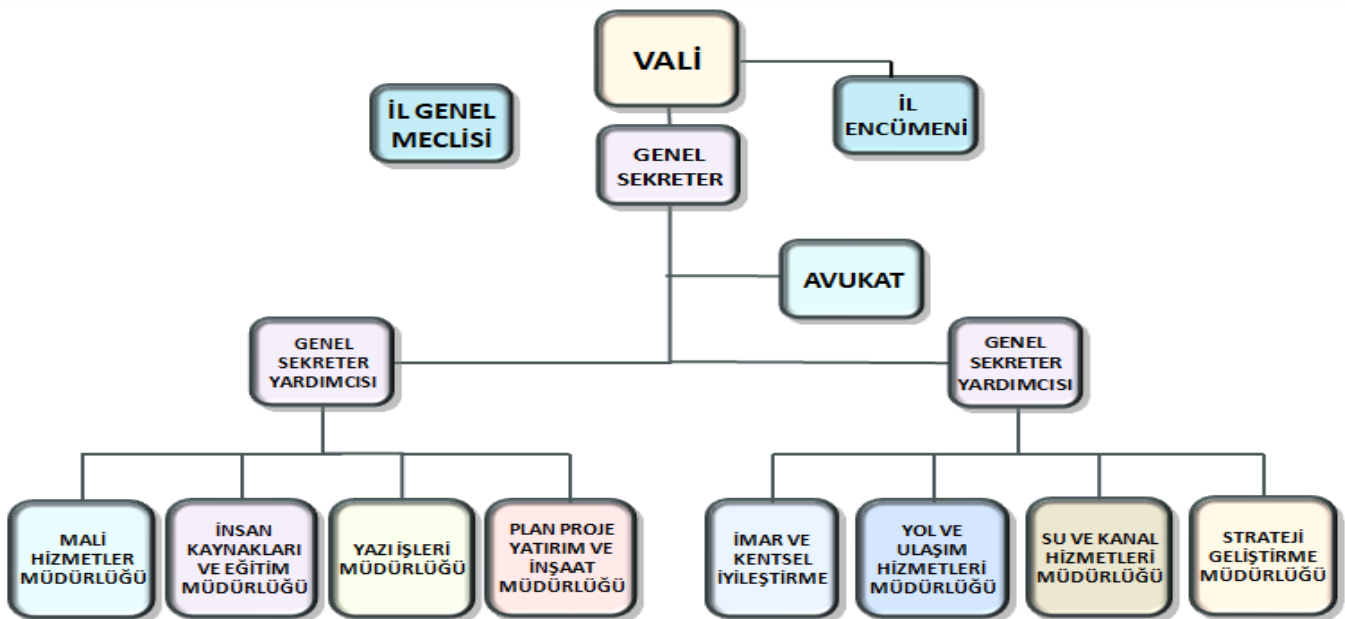 VALİ
İL GENEL
MECLİSİ
İL
ENCÜMENİ
GENEL
SEKRETER
AVUKAT
GENEL
SEKRETER
YARDIMCISI
GENEL
SEKRETER
YARDIMCISI
MALİ
HİZMETLER
MÜDÜRLÜĞÜ
İNSAN
KAYNAKLARI
VE EĞİTİM
MÜDÜRLÜĞÜ
YAZI İŞLERİ
MÜDÜRLÜĞÜ
PLAN PROJE
YATIRIM VE
İNŞAAT
MÜDÜRLÜĞÜ
İMAR VE
KENTSEL
İYİLEŞTİRME
YOL VE
ULAŞIM
HİZMETLERİ
MÜDÜRLÜĞÜ
SU VE KANAL
HİZMETLERİ
MÜDÜRLÜĞÜ
STRATEJİ
GELİŞTİRME
MÜDÜRLÜĞÜ